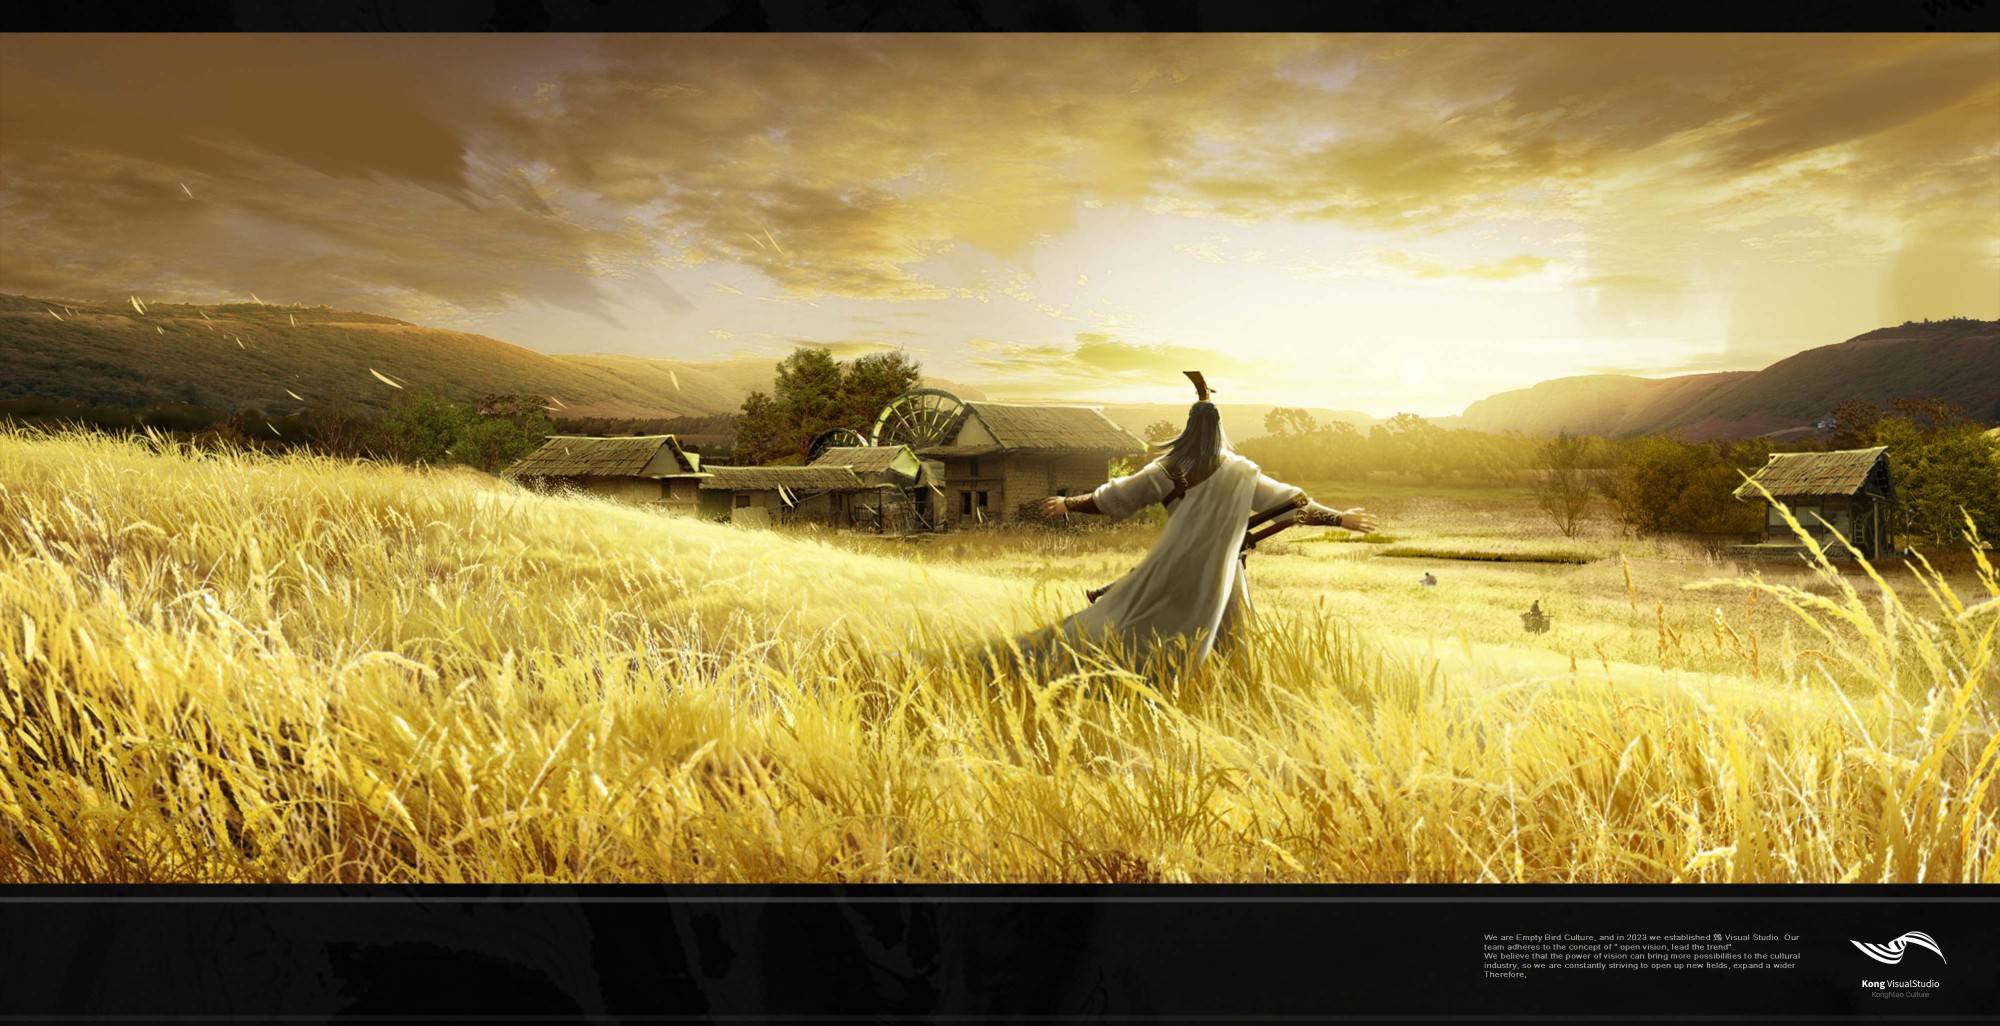 We are Empty Bird Culture, and in 2023 we established 鵼 Visual Studio. Our
team adheres to the concept of " open vision, lead the trend".
We believe that the power of vision can bring more possibilities to the cultural
industry, so we are constantly striving to open up new fields, expand a wider
Therefore,
Kong VisualStudio
KongNiao Culture